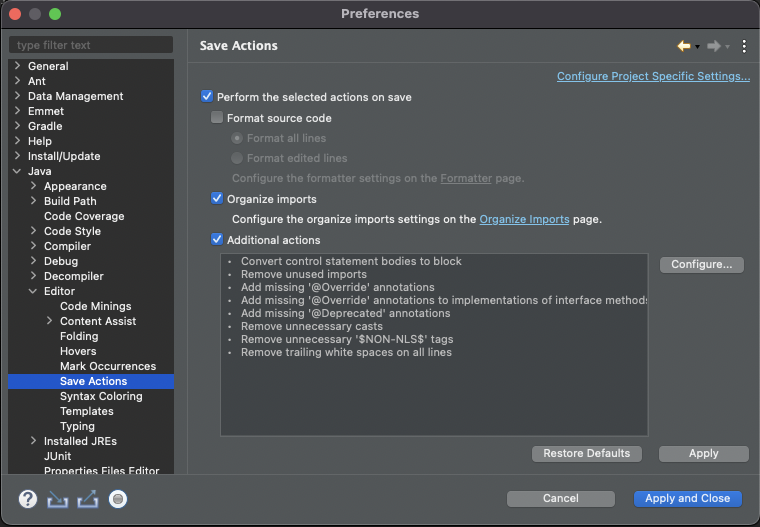 Preferences
type filter text
Save Actions
General
Ant
Data Management
Emmet
Gradle
Help
Install/Update
Java
Appearance
Build Path
Code Coverage
Code Style
Compiler
Debug
Decompiler
Editor
Code Minings
Content Assist
Folding
Hovers
Mark Occurrences
Save Actions
Syntax Coloring
Templates
Typing
Installed JREs
JUnit
Properties Files Editor
Configure Project Specific Settings...
Perform the selected actions on save
Format source code
Format all lines
Format edited lines
Configure the formatter settings on the Formatter page.
Organize imports
Configure the organize imports settings on the Organize Imports page.
Additional actions
Convert control statement bodies to block
Remove unused imports
Add missing '@Override' annotations
Add missing '@Override' annotations to implementations of interface methods
Add missing '@Deprecated' annotations
Remove unnecessary casts
Remove unnecessary '$NON-NLS$' tags
Remove trailing white spaces on all lines
Configure...
Restore Defaults
Apply
?
Cancel
Apply and Close